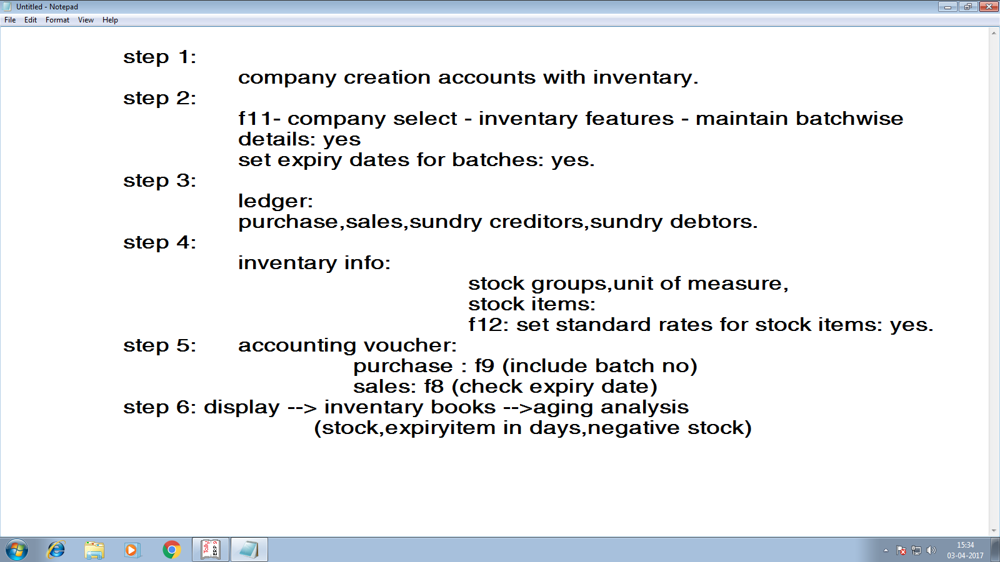 Untitled - Notepad
File Edit Format View Help
step 1:
company creation accounts with inventary.
step 2:
f11- company select - inventary features - maintain batchwise
details: yes
set expiry dates for batches: yes.
step 3:
ledger:
purchase,sales,sundry creditors,sundry debtors.
step 4:
inventary info:
stock groups,unit of measure,
stock items:
f12: set standard rates for stock items: yes.
step 5: accounting voucher:
purchase : f9 (include batch no)
sales: f8 (check expiry date)
step 6: display --> inventary books -->aging analysis
(stock,expiryitem in days,negative stock)
Tally ERP 9
15:34
03-04-2017